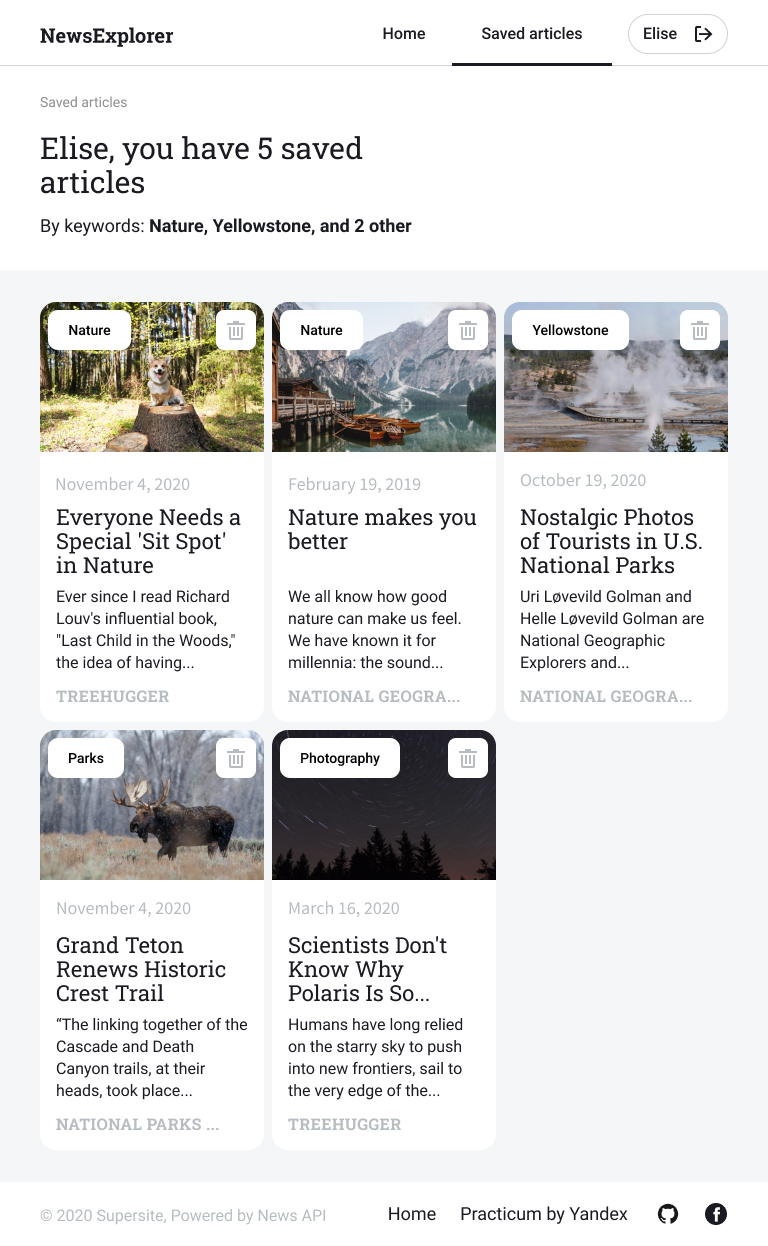 NewsExplorer
Home
Saved articles
Elise
Saved articles
Elise, you have 5 saved
articles
By keywords: Nature, Yellowstone, and 2 other
Nature
November 4, 2020
Everyone Needs a
Special 'Sit Spot'
in Nature
Ever since I read Richard
Louv's influential book,
"Last Child in the Woods,"
the idea of having...
TREEHUGGER
Nature
February 19, 2019
Nature makes you
better
We all know how good
nature can make us feel.
We have known it for
millennia: the sound...
NATIONAL GEOGRA...
Yellowstone
October 19, 2020
Nostalgic Photos
of Tourists in U.S.
National Parks
Uri Løvevild Golman and
Helle Løvevild Golman are
National Geographic
Explorers and...
NATIONAL GEOGRA...
Parks
November 4, 2020
Grand Teton
Renews Historic
Crest Trail
“The linking together of the
Cascade and Death
Canyon trails, at their
heads, took place...
NATIONAL PARKS ...
Photography
March 16, 2020
Scientists Don't
Know Why
Polaris Is So...
Humans have long relied
on the starry sky to push
into new frontiers, sail to
the very edge of the...
TREEHUGGER
© 2020 Supersite, Powered by News API
Home
Practicum by Yandex